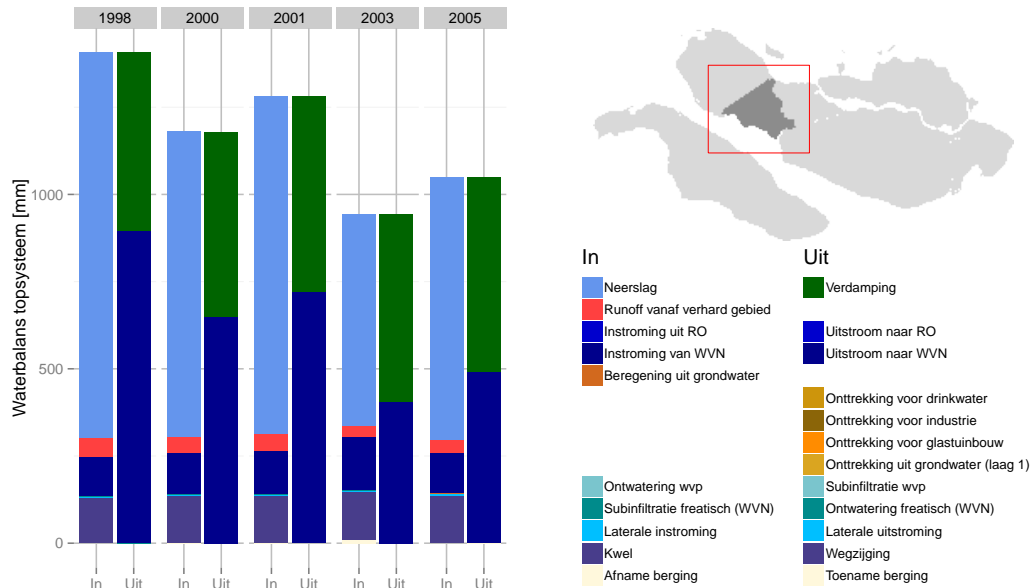 1998 2000 2001 2003 2005
Waterbalans topsysteem [mm]
1000
500
0
In Uit In Uit In Uit In Uit In Uit
In
Neerslag
Runoff vanaf verhard gebied
Instroming uit RO
Instroming van WVN
Beregening uit grondwater
Ontwatering wvp
Subinfiltratie freatisch (WVN)
Laterale instroming
Kwel
Afname berging
Uit
Verdamping
Uitstroom naar RO
Uitstroom naar WVN
Onttrekking voor drinkwater
Onttrekking voor industrie
Onttrekking voor glastuinbouw
Onttrekking uit grondwater (laag 1)
Subinfiltratie wvp
Ontwatering freatisch (WVN)
Laterale uitstroming
Wegzijging
Toename berging